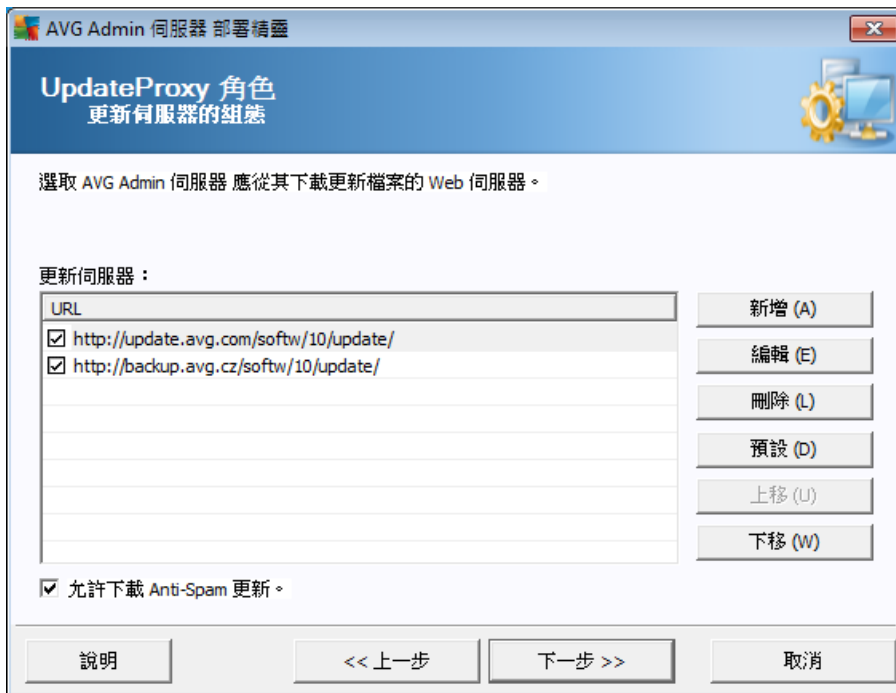 AVG Admin 伺服器 部署精靈
UpdateProxy 角色
更新伺服器的組態
選取 AVG Admin 伺服器 應從其下載更新檔案的 Web 伺服器。
更新伺服器：
URL
http://update.avg.com/softw/10/update/
http://backup.avg.cz/softw/10/update/
新增 (A)
編輯 (E)
刪除 (L)
預設 (D)
上移 (U)
下移 (W)
允許下載 Anti-Spam 更新。
說明
<< 上一步
下一步 >>
取消